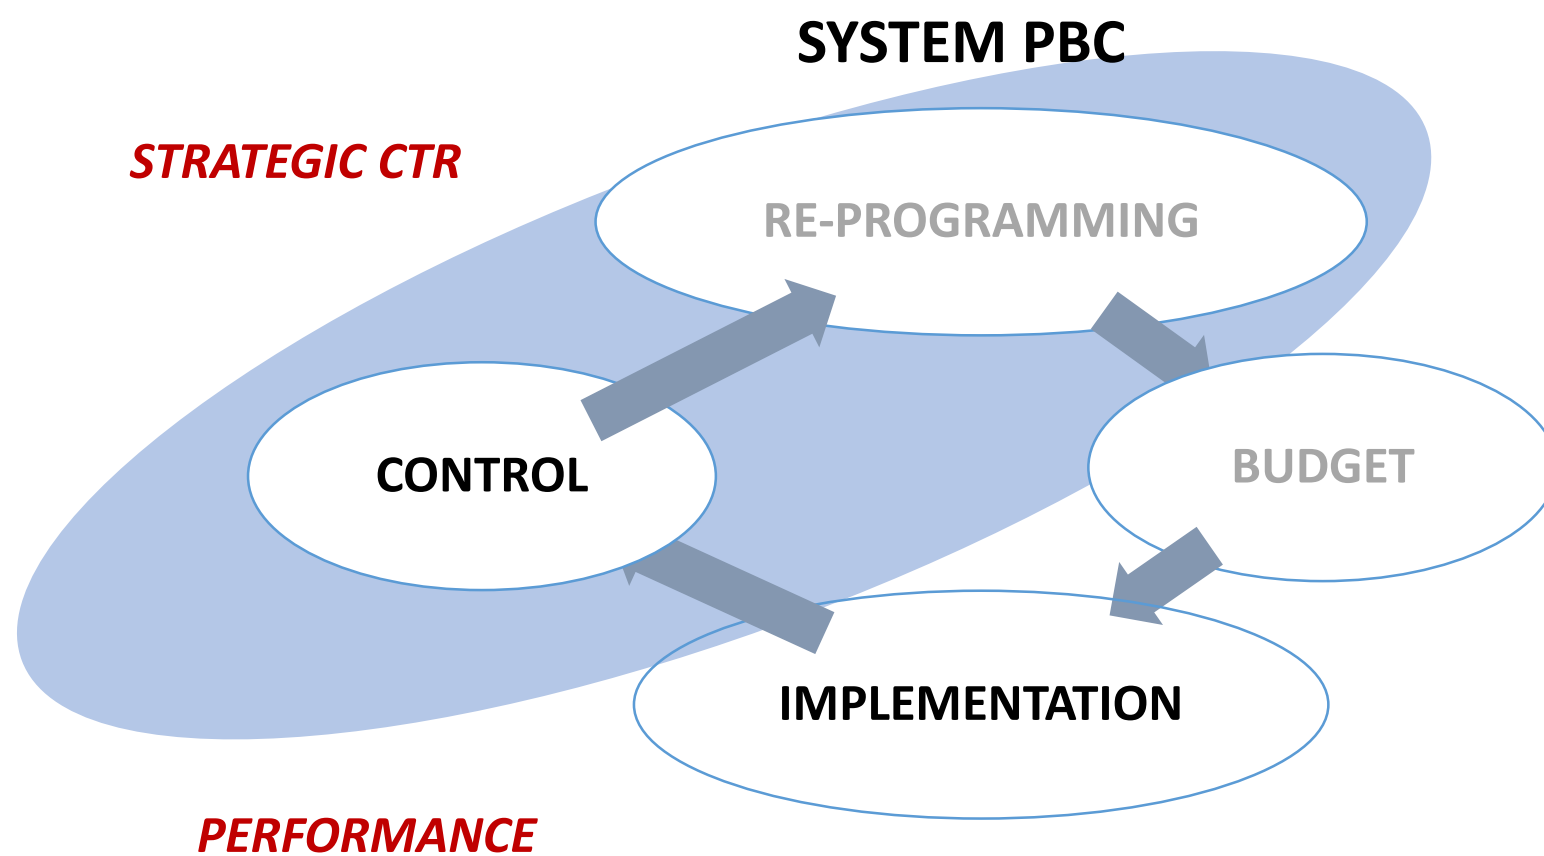 SYSTEM PBC
STRATEGIC CTR
RE-PROGRAMMING
CONTROL
BUDGET
IMPLEMENTATION
PERFORMANCE